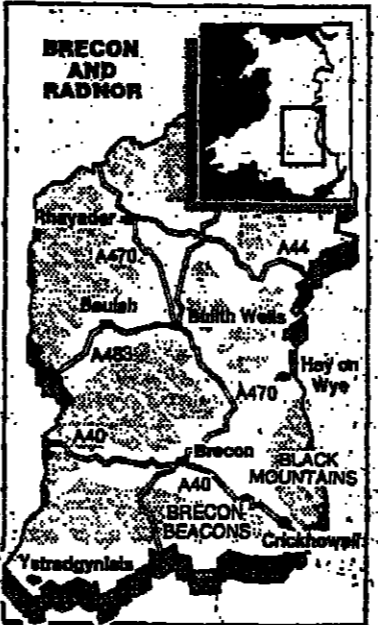 BRECON
AND
RADNOR
Rhayader
A470
A44
Beulah
Builth Wells
A483
Hay on
Wye
A470
A40
Brecon
BLACK
MOUNTAINS
A40
BRECON
BEACONS
Crickhowell
Ystradgynlais